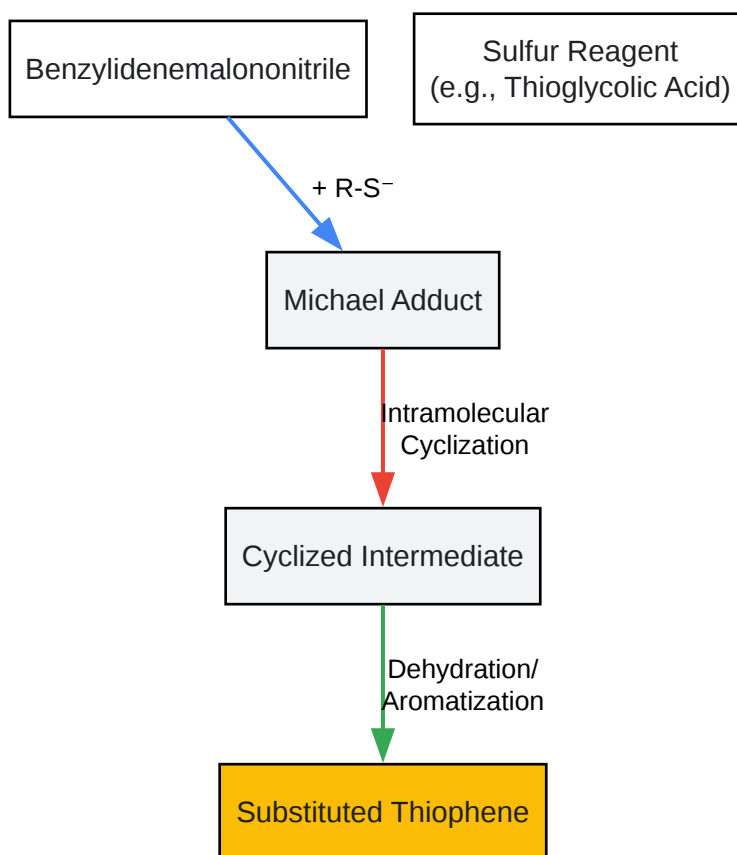 Benzylidenemalononitrile
Sulfur Reagent
(e.g., Thioglycolic Acid)
+ R-S⁻
Michael Adduct
Intramolecular
Cyclization
Cyclized Intermediate
Dehydration/
Aromatization
Substituted Thiophene